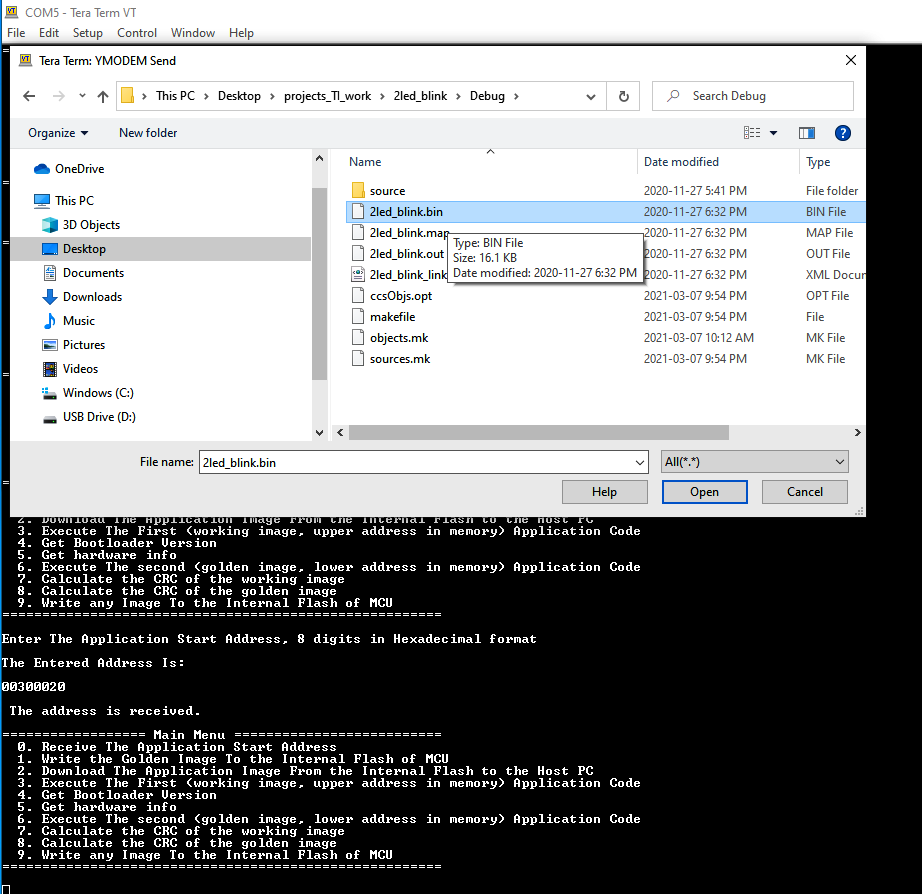 COM5 - Tera Term VT
File Edit Setup Control Window Help
Tera Term: YMODEM Send
This PC > Desktop > projects_TI_work > 2led_blink > Debug >
Search Debug
Organize New folder
OneDrive
This PC
3D Objects
Desktop
Documents
Downloads
Music
Pictures
Videos
Windows (C:)
USB Drive (D:)
Name Date modified Type
source 2020-11-27 5:41 PM File folder
2led_blink.bin 2020-11-27 6:32 PM BIN File
2led_blink.map 2020-11-27 6:32 PM MAP File
2led_blink.out 2020-11-27 6:32 PM OUT File
2led_blink_link 2020-11-27 6:32 PM XML Docu
ccsObjs.opt 2021-03-07 9:54 PM OPT File
makefile 2021-03-07 9:54 PM File
objects.mk 2021-03-07 10:12 AM MK File
sources.mk 2021-03-07 9:54 PM MK File
Type: BIN File
Size: 16.1 KB
Date modified: 2020-11-27 6:32 PM
File name: 2led_blink.bin All(*.*)
Help Open Cancel
2. Download The Application Image From the Internal Flash to the Host PC
3. Execute The First (working image, upper address in memory) Application Code
4. Get Bootloader Version
5. Get hardware info
6. Execute The second (golden image, lower address in memory) Application Code
7. Calculate the CRC of the working image
8. Calculate the CRC of the golden image
9. Write any Image To the Internal Flash of MCU
=======================================================
Enter The Application Start Address, 8 digits in Hexadecimal format
The Entered Address Is:
00300020
The address is received.
================== Main Menu ==========================
0. Receive The Application Start Address
1. Write the Golden Image To the Internal Flash of MCU
2. Download The Application Image From the Internal Flash to the Host PC
3. Execute The First (working image, upper address in memory) Application Code
4. Get Bootloader Version
5. Get hardware info
6. Execute The second (golden image, lower address in memory) Application Code
7. Calculate the CRC of the working image
8. Calculate the CRC of the golden image
9. Write any Image To the Internal Flash of MCU
=======================================================